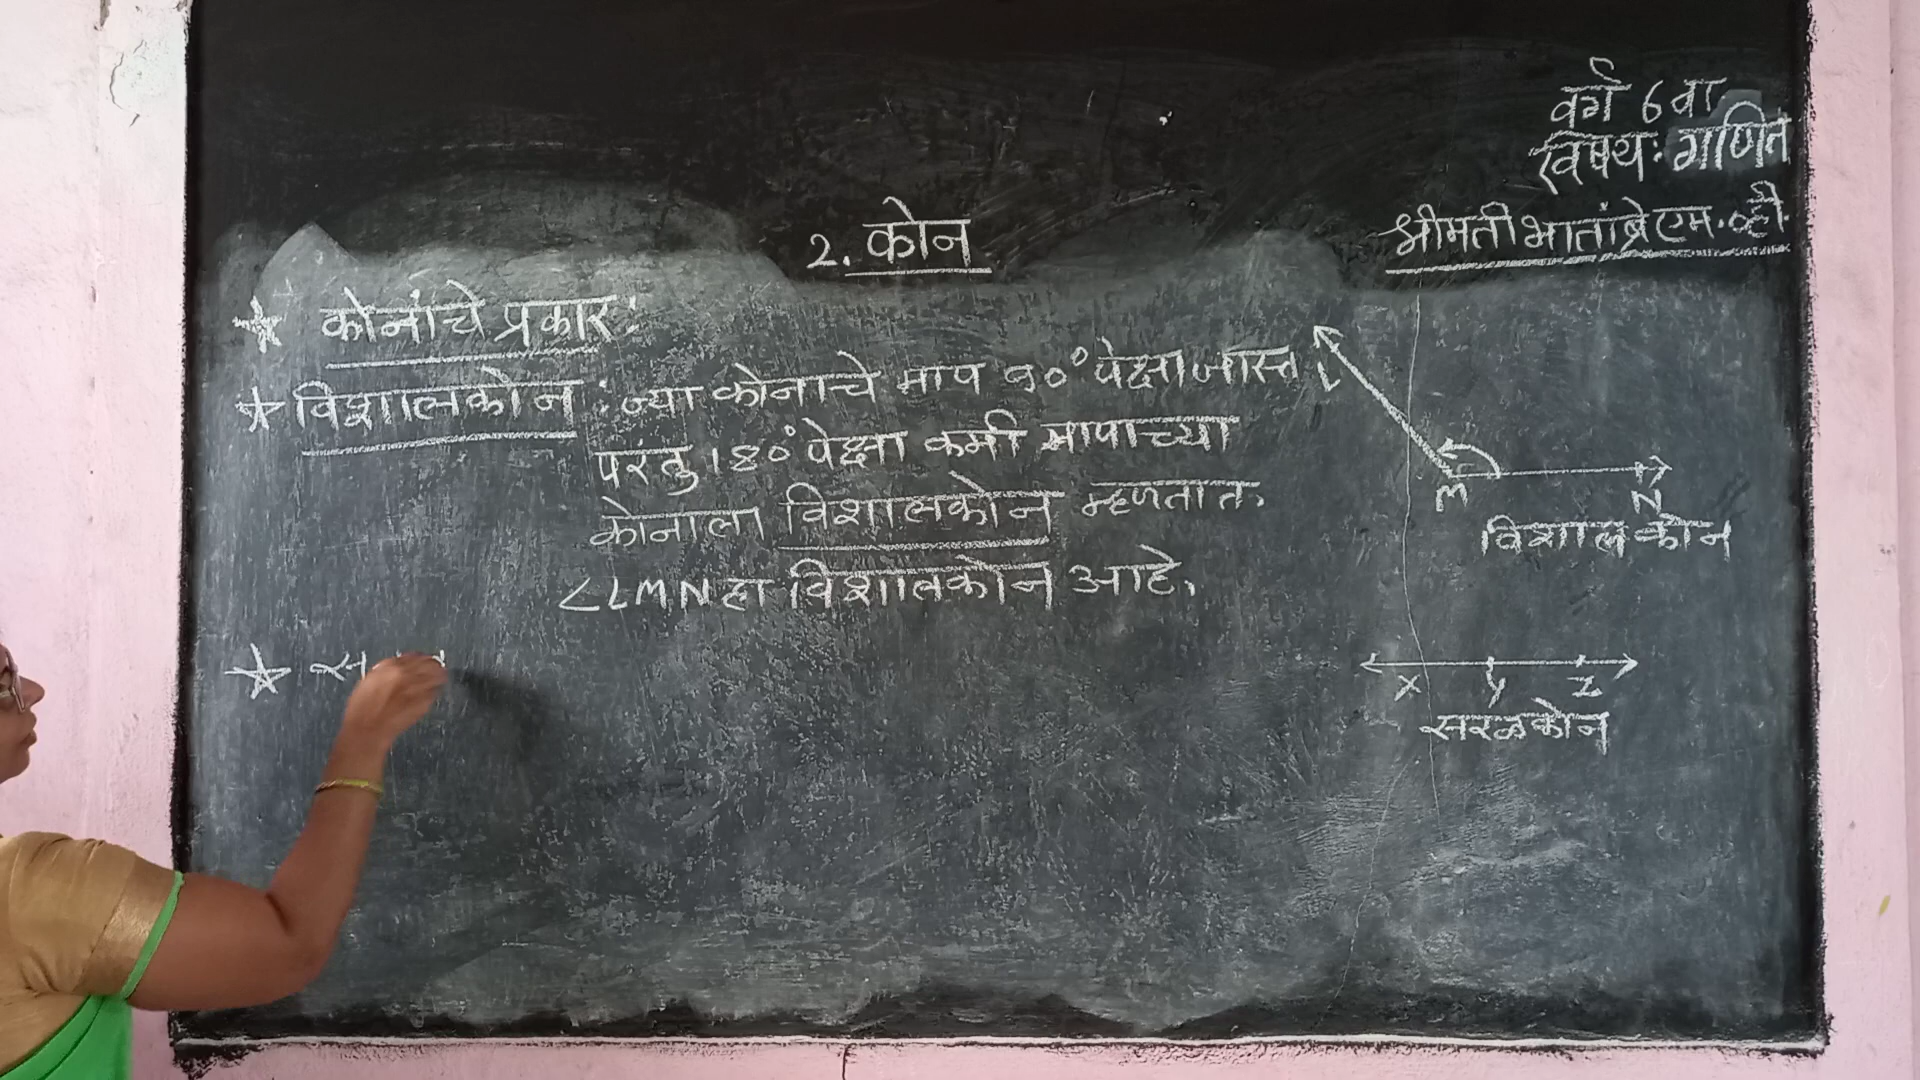 वर्ग 6 वा
विषय: गणित
श्रीमती भातांब्रे एम. व्ही.
2. कोन
कोनांचे प्रकार:
विशालकोन : ज्या कोनाचे माप ९०° पेक्षा जास्त
परंतु 180° पेक्षा कमी मापाच्या
कोनाला विशालकोन म्हणतात.
∠LMN हा विशालकोन आहे.
L
M N
विशालकोन
X Y Z
सरळकोन